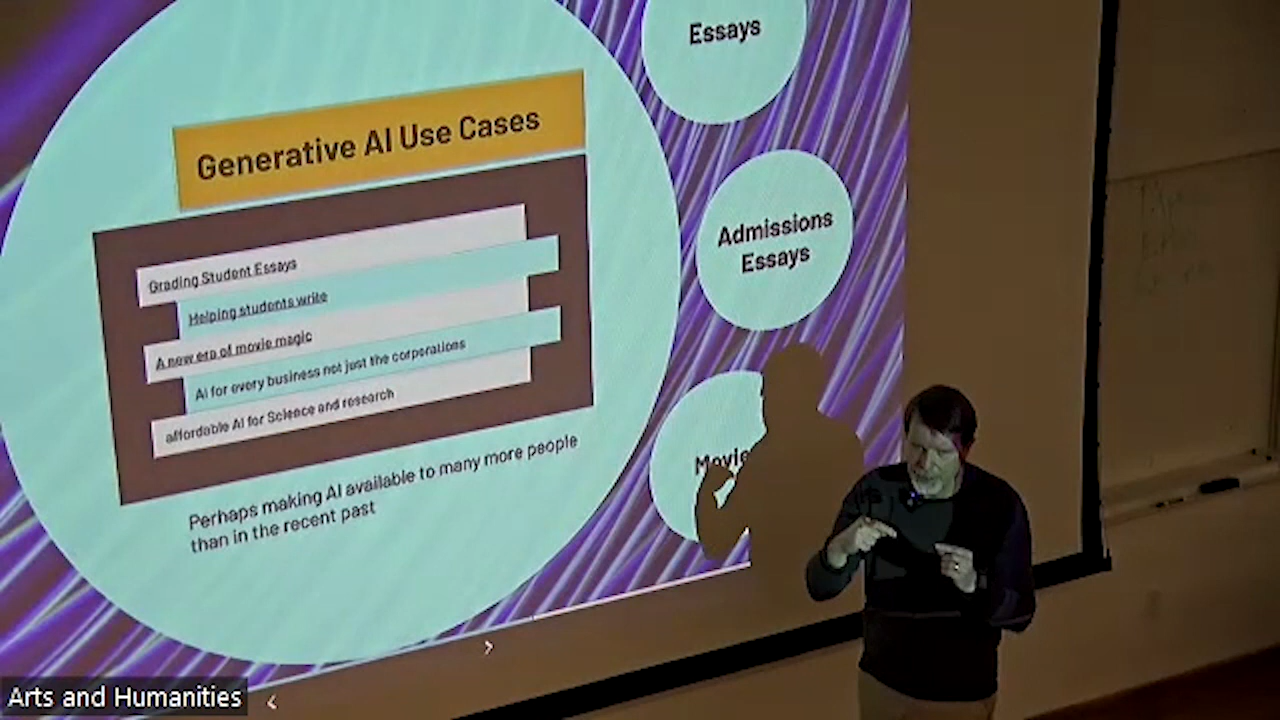 Essays
Generative AI Use Cases
Admissions
Essays
Grading Student Essays
Helping students write
A new era of movie magic
AI for every business not just the corporations
affordable AI for Science and research
Movie
Perhaps making AI available to many more people
than in the recent past
Arts and Humanities